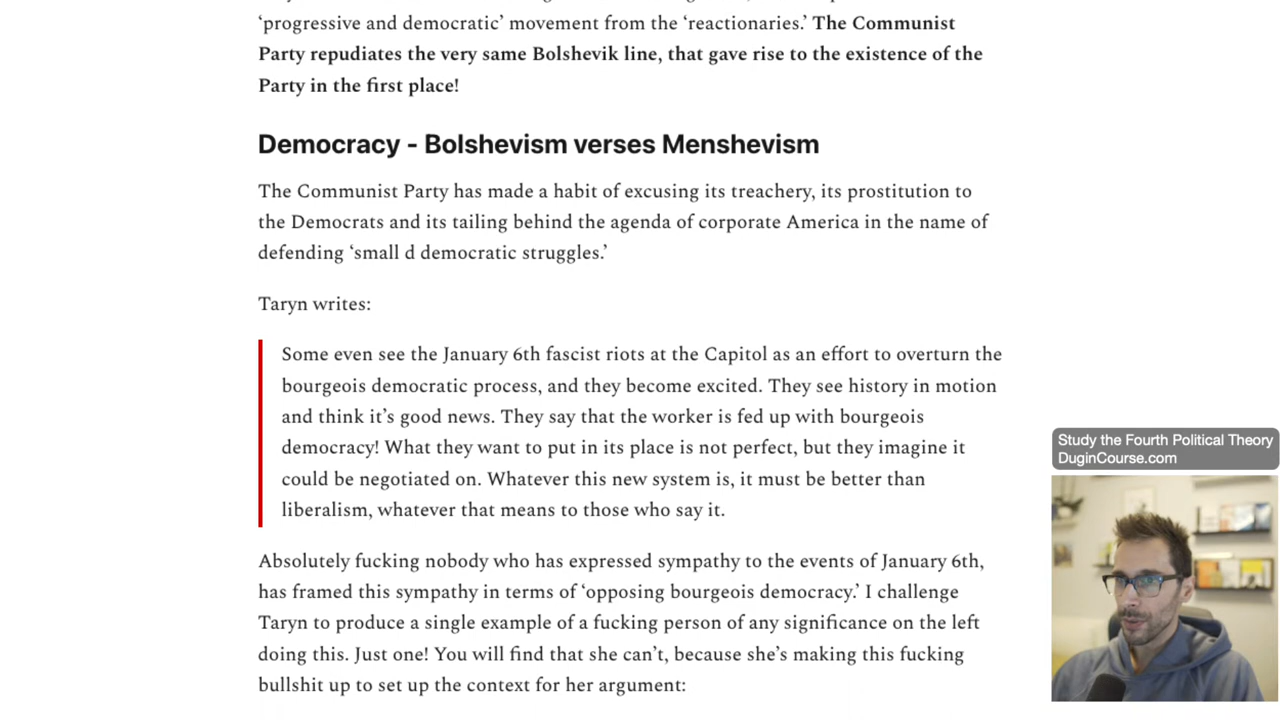 'progressive and democratic' movement from the 'reactionaries.' The Communist
Party repudiates the very same Bolshevik line, that gave rise to the existence of the
Party in the first place!
Democracy - Bolshevism verses Menshevism
The Communist Party has made a habit of excusing its treachery, its prostitution to
the Democrats and its tailing behind the agenda of corporate America in the name of
defending 'small d democratic struggles.'
Taryn writes:
Some even see the January 6th fascist riots at the Capitol as an effort to overturn the
bourgeois democratic process, and they become excited. They see history in motion
and think it's good news. They say that the worker is fed up with bourgeois
democracy! What they want to put in its place is not perfect, but they imagine it
could be negotiated on. Whatever this new system is, it must be better than
liberalism, whatever that means to those who say it.
Absolutely fucking nobody who has expressed sympathy to the events of January 6th,
has framed this sympathy in terms of 'opposing bourgeois democracy.' I challenge
Taryn to produce a single example of a fucking person of any significance on the left
doing this. Just one! You will find that she can't, because she's making this fucking
bullshit up to set up the context for her argument:
Study the Fourth Political Theory
DuginCourse.com